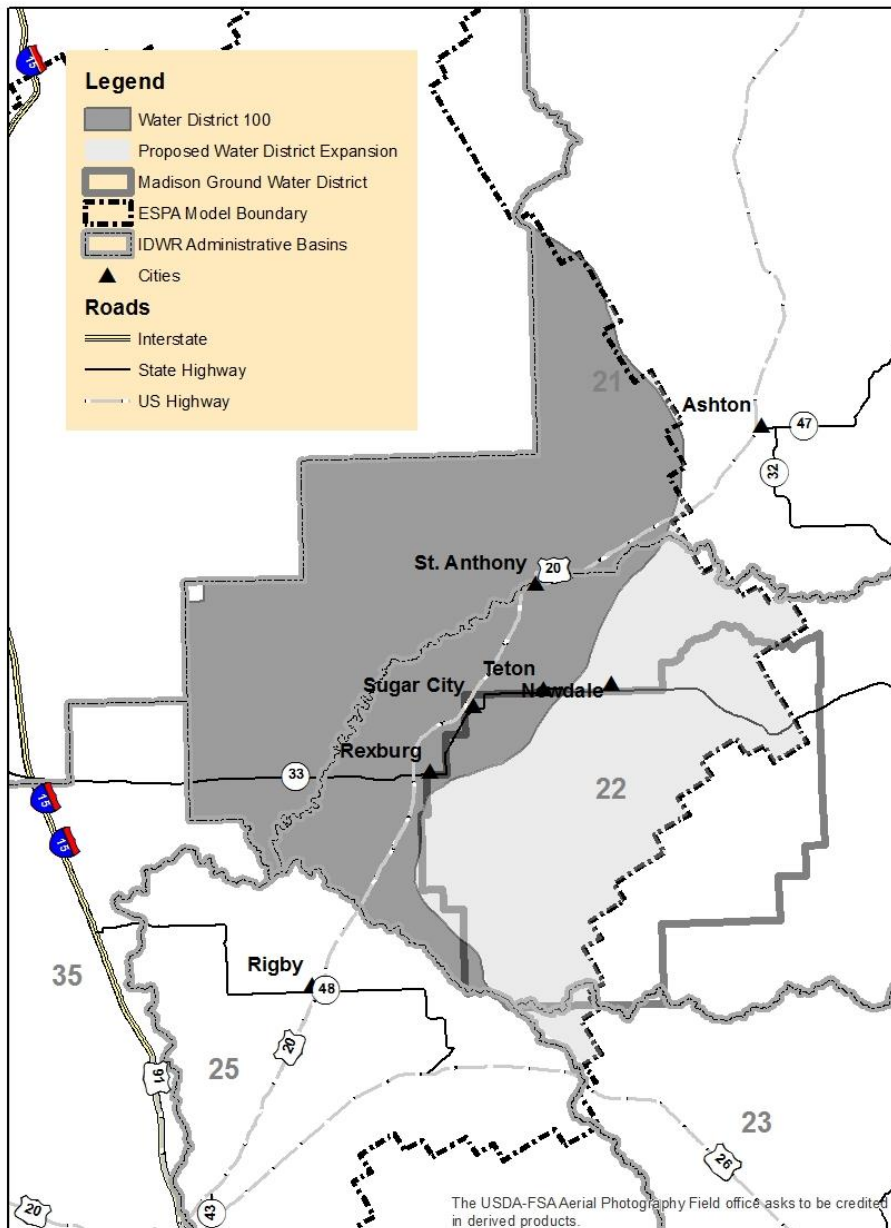 15
Legend
Water District 100
Proposed Water District Expansion
Madison Ground Water District
ESPA Model Boundary
IDWR Administrative Basins
Cities
Roads
Interstate
State Highway
US Highway
21
Ashton
47
32
St. Anthony
20
Teton
Newdale
Sugar City
Rexburg
33
22
15
15
Rigby
48
35
20
25
91
23
26
20
43
The USDA-FSA Aerial Photography Field office asks to be credited
in derived products.